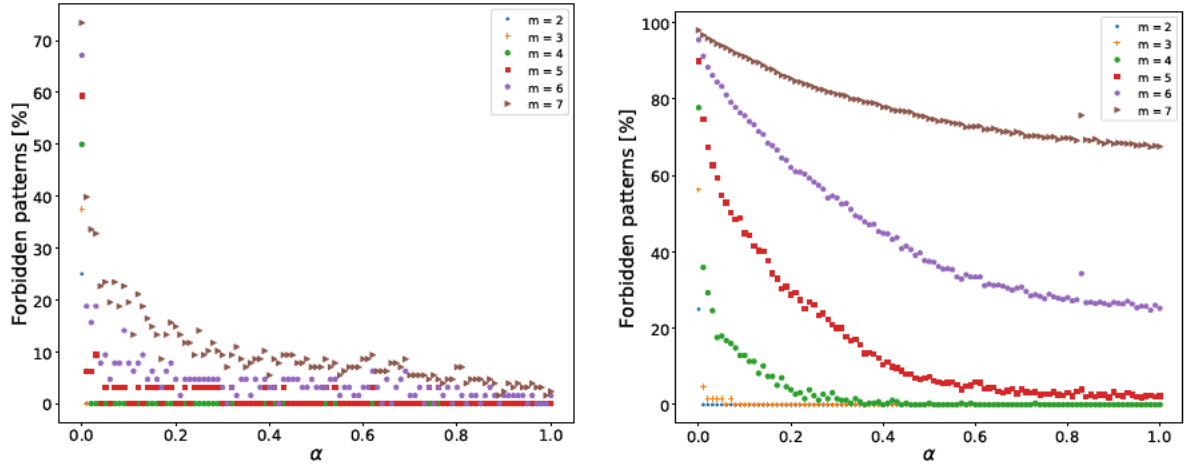 Forbidden patterns [%]
70
60
50
40
30
20
10
0
0.0 0.2 0.4 0.6 0.8 1.0
α
m = 2
m = 3
m = 4
m = 5
m = 6
m = 7
Forbidden patterns [%]
100
80
60
40
20
0
0.0 0.2 0.4 0.6 0.8 1.0
α
m = 2
m = 3
m = 4
m = 5
m = 6
m = 7